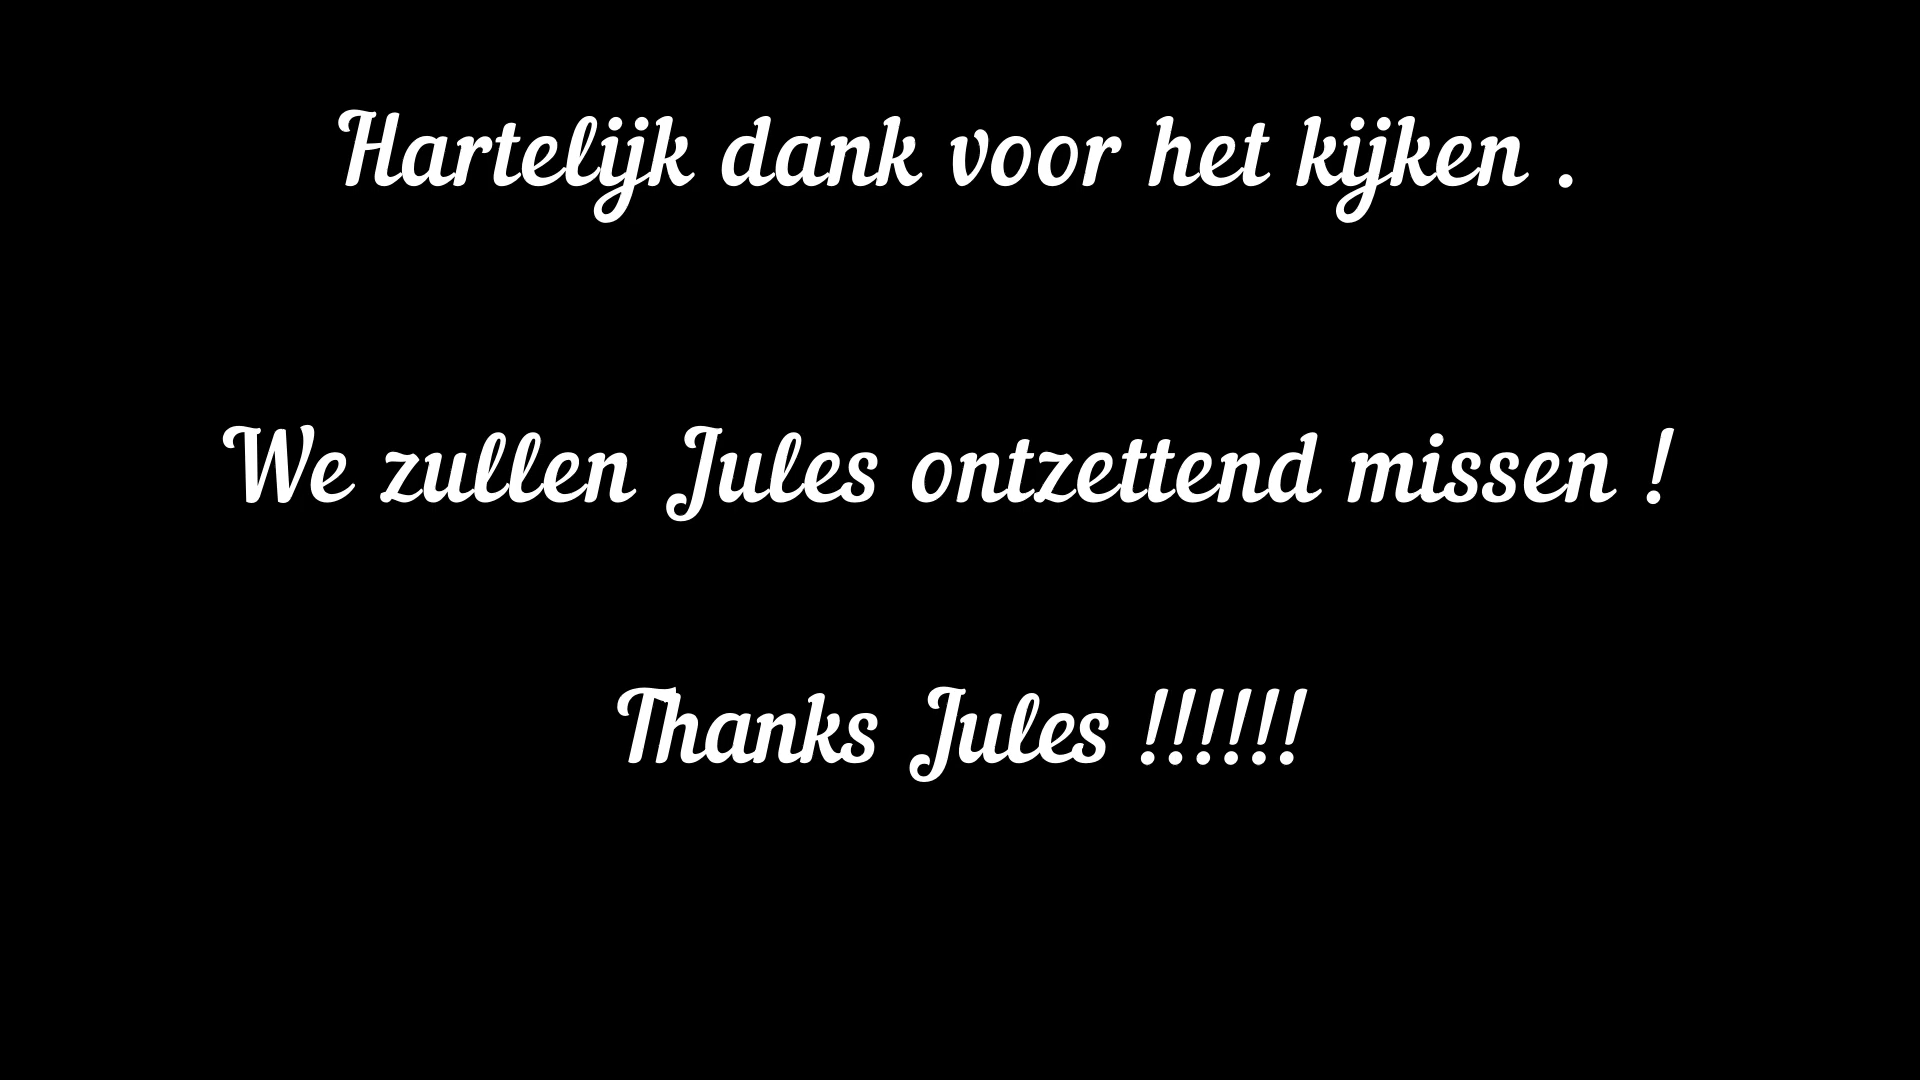 Hartelijk dank voor het kijken .
We zullen Jules ontzettend missen !
Thanks Jules !!!!!!